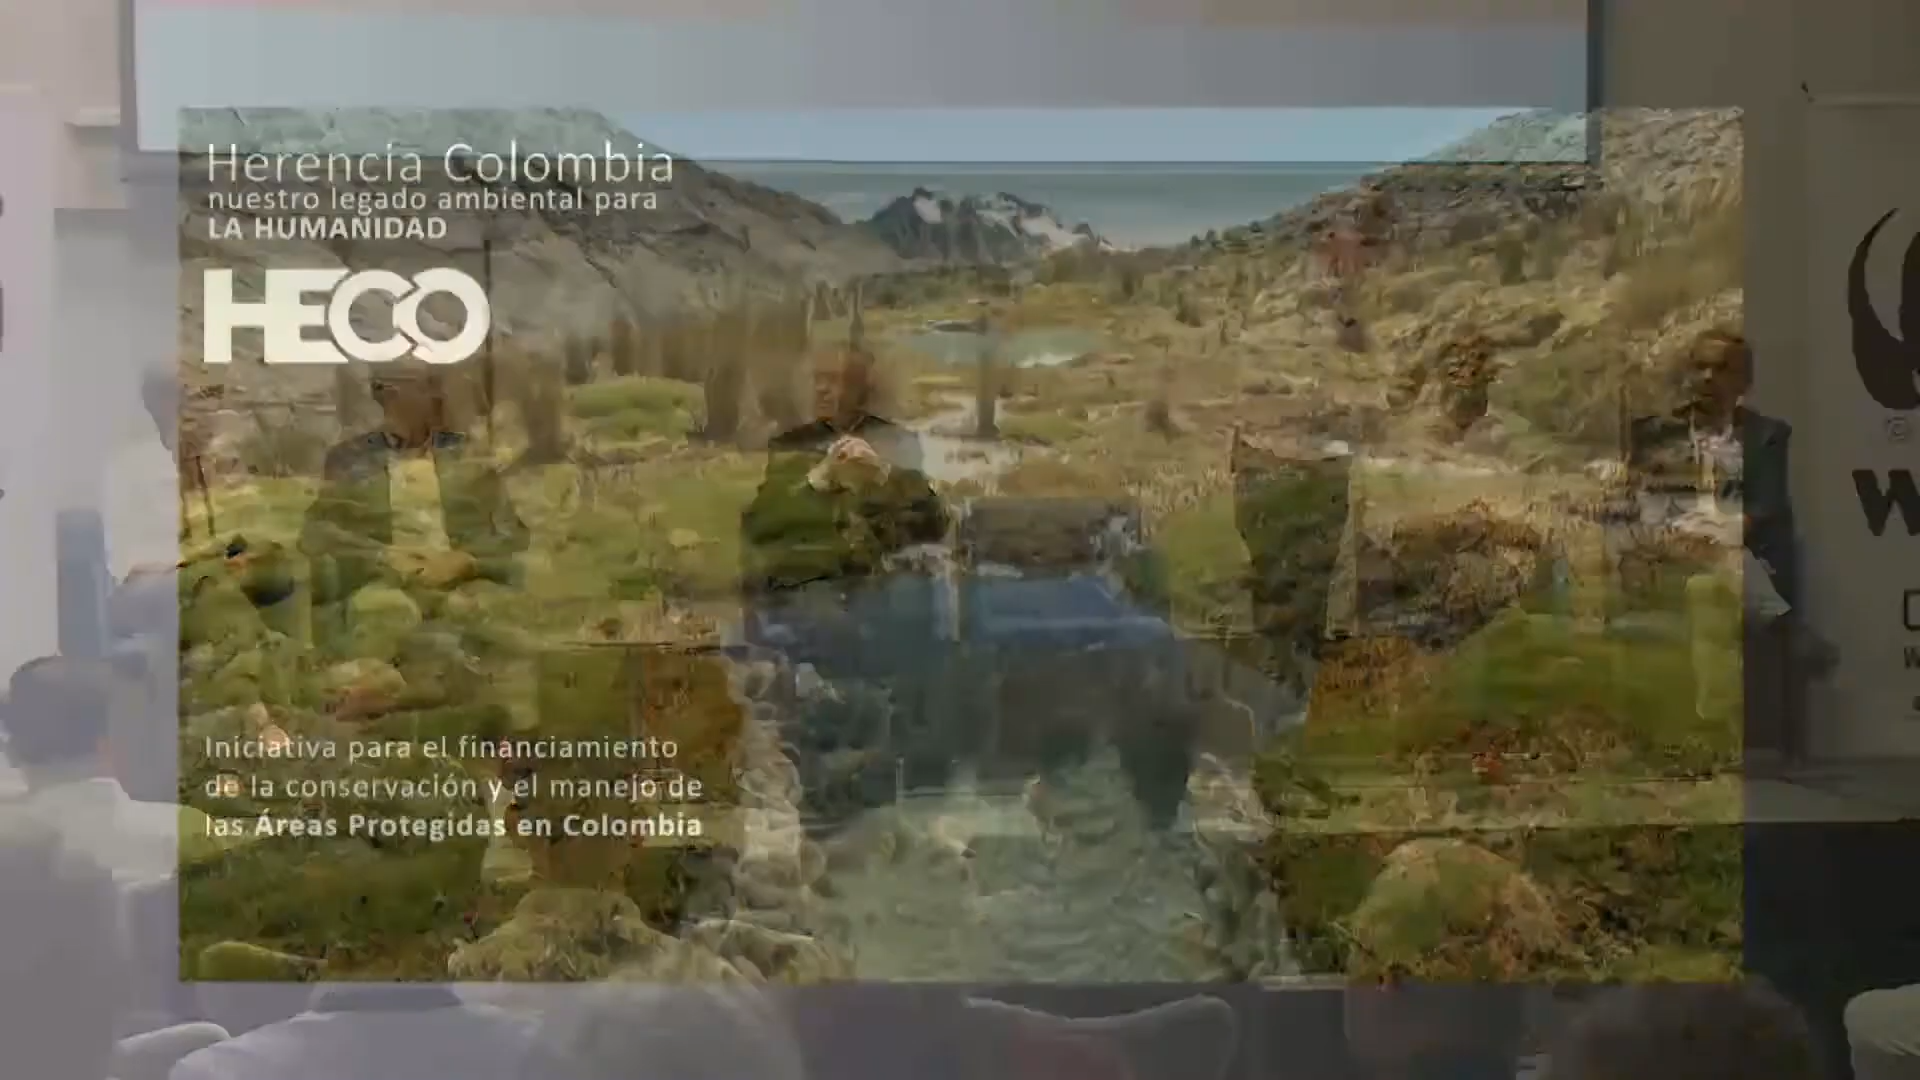 Herencia Colombia
nuestro legado ambiental para
LA HUMANIDAD
HECO
Iniciativa para el financiamiento
de la conservación y el manejo de
las Áreas Protegidas en Colombia